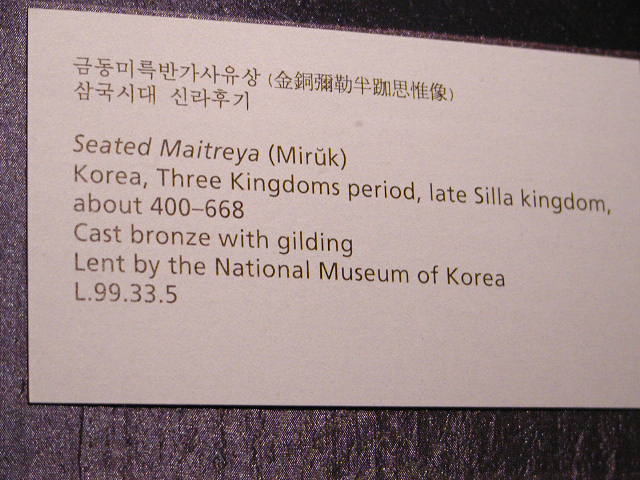 금동미륵반가사유상 (金銅彌勒半跏思惟像)
삼국시대 신라후기
Seated Maitreya (Mirŭk)
Korea, Three Kingdoms period, late Silla kingdom,
about 400–668
Cast bronze with gilding
Lent by the National Museum of Korea
L.99.33.5